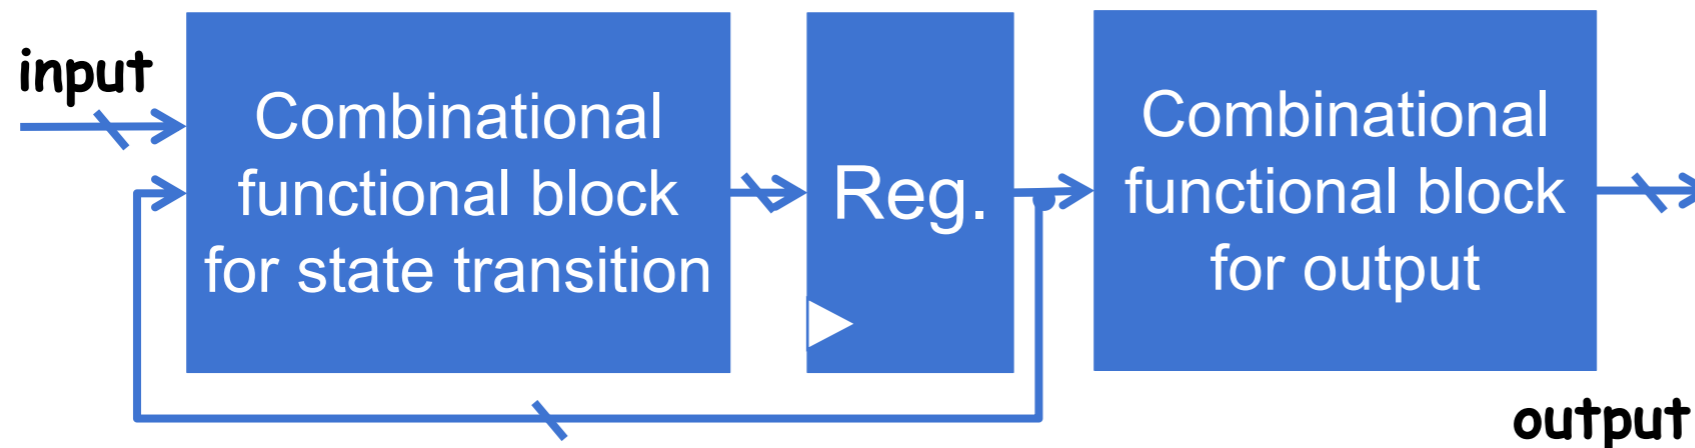 input
Combinational
functional block
for state transition
Reg.
Combinational
functional block
for output
output